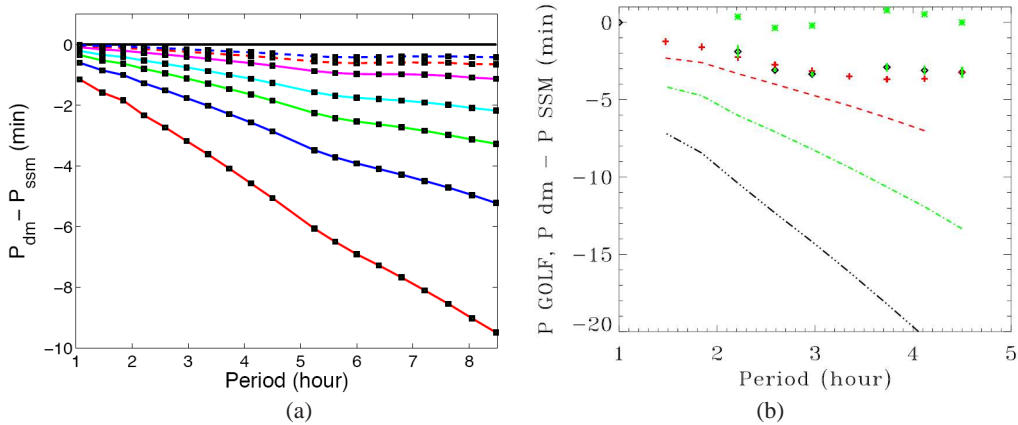 0
−2
−4
−6
−8
−10
P_dm − P_ssm (min)
1 2 3 4 5 6 7 8
Period (hour)
(a)
0
−5
−10
−15
−20
P GOLF, P dm − P SSM (min)
1 2 3 4 5
Period (hour)
(b)